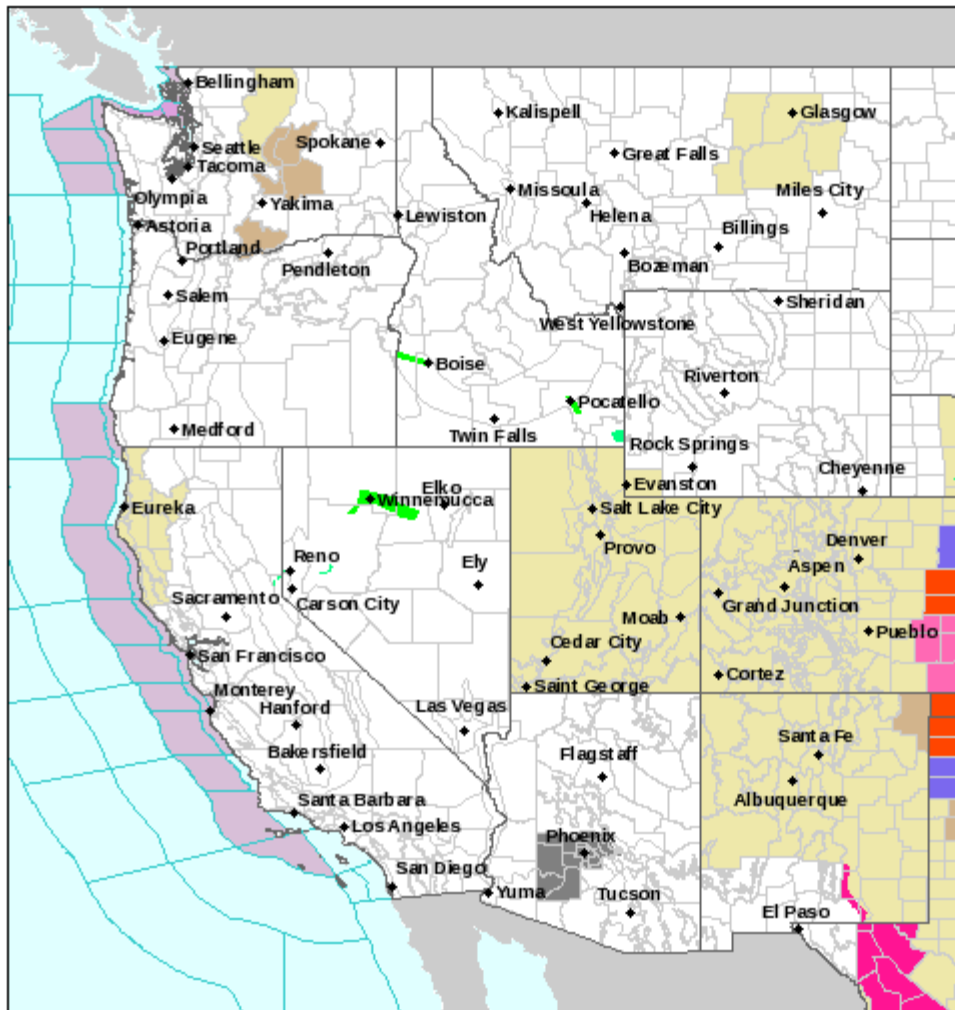 Bellingham
Kalispell
Glasgow
Seattle
Spokane
Great Falls
Tacoma
Missoula
Miles City
Olympia
Yakima
Lewiston
Helena
Astoria
Billings
Portland
Pendleton
Bozeman
Salem
Sheridan
West Yellowstone
Eugene
Boise
Riverton
Pocatello
Medford
Twin Falls
Rock Springs
Cheyenne
Elko
Evanston
Winnemucca
Eureka
Salt Lake City
Provo
Denver
Reno
Ely
Aspen
Carson City
Grand Junction
Sacramento
Moab
Pueblo
San Francisco
Cedar City
Cortez
Saint George
Monterey
Hanford
Las Vegas
Santa Fe
Bakersfield
Flagstaff
Albuquerque
Santa Barbara
Los Angeles
Phoenix
San Diego
Yuma
Tucson
El Paso